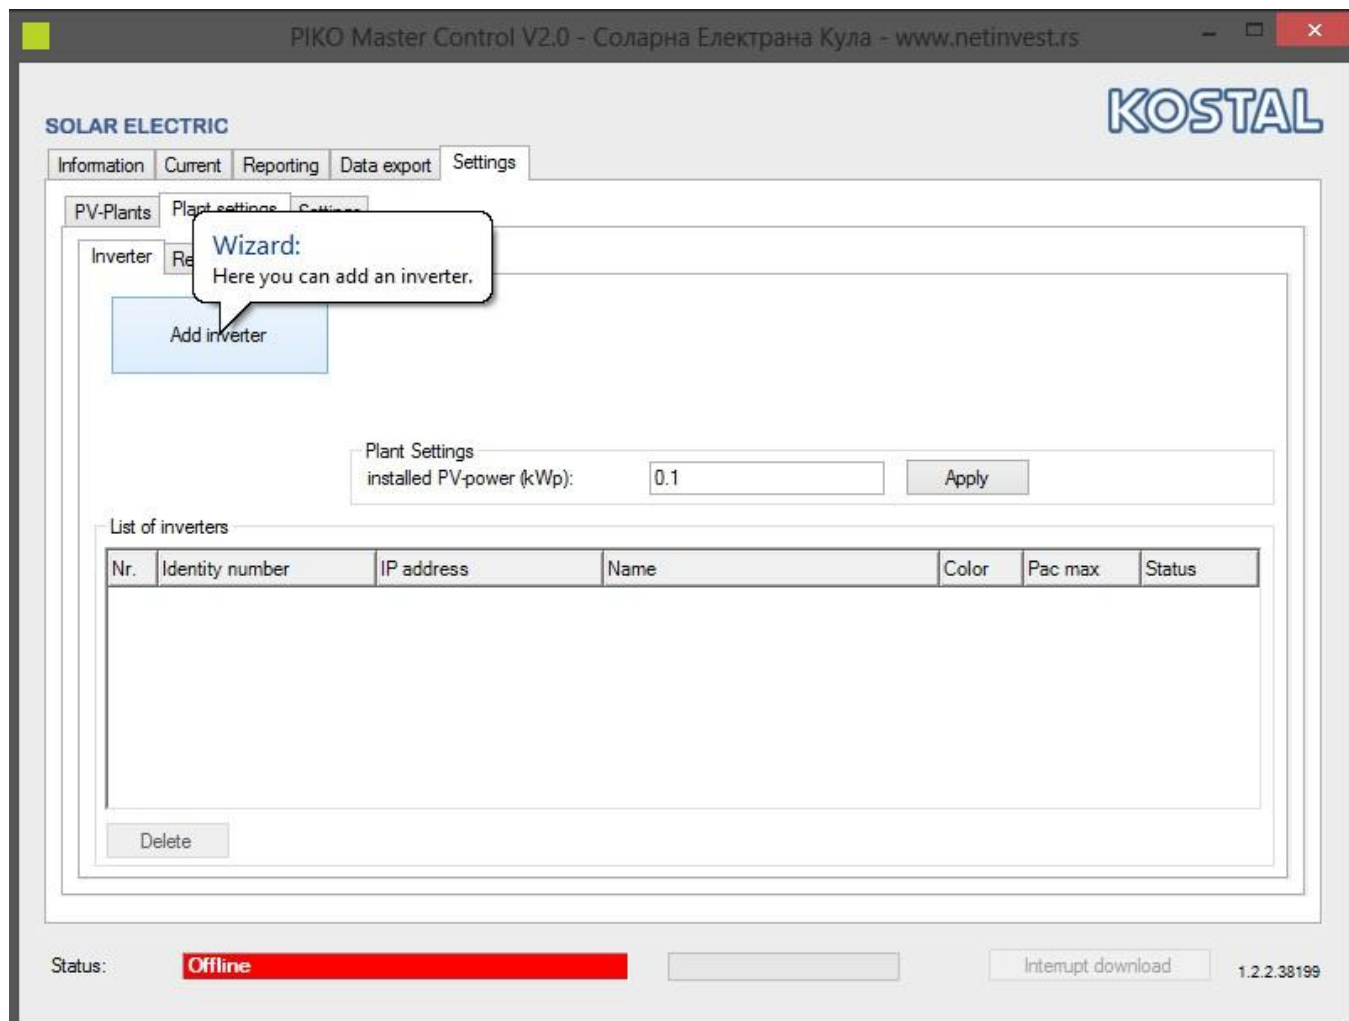 PIKO Master Control V2.0 - Соларна Електрана Кула - www.netinvest.rs
KOSTAL
SOLAR ELECTRIC
Information Current Reporting Data export Settings
PV-Plants Plant settings Settings
Inverter
Wizard:
Here you can add an inverter.
Add inverter
Plant Settings
installed PV-power (kWp): 0.1 Apply
List of inverters
Nr. Identity number IP address Name Color Pac max Status
Delete
Status: Offline Interrupt download 1.2.2.38199